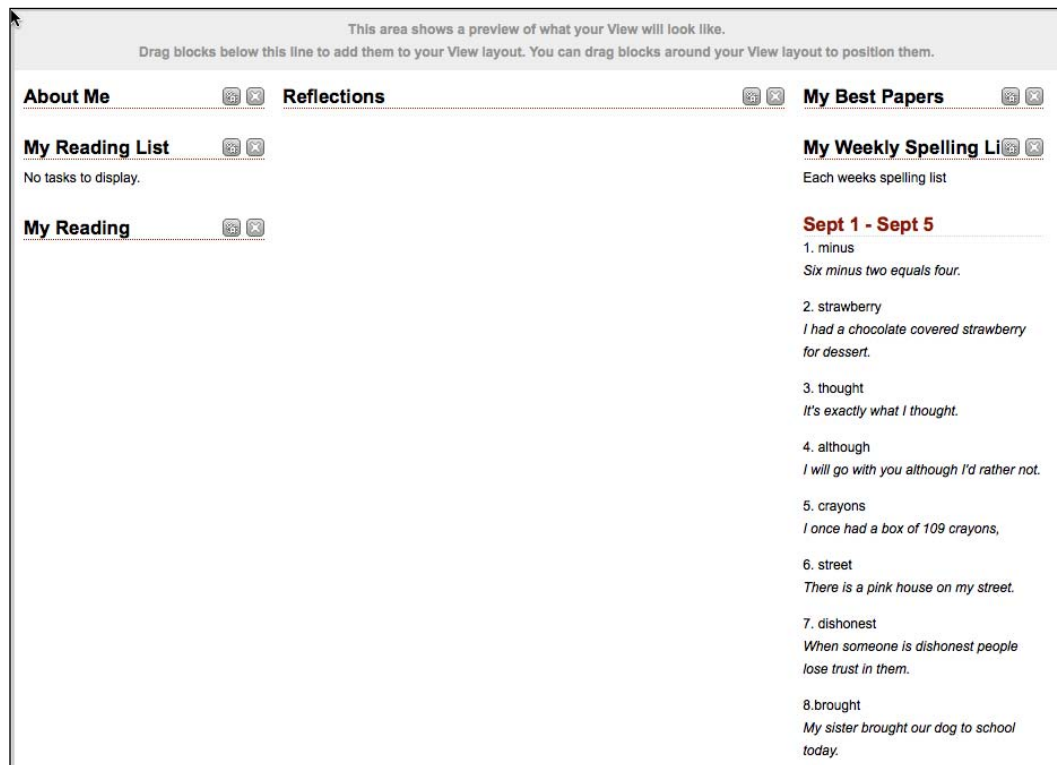 This area shows a preview of what your View will look like.
Drag blocks below this line to add them to your View layout. You can drag blocks around your View layout to position them.
About Me
My Reading List
No tasks to display.
My Reading
Reflections
My Best Papers
My Weekly Spelling Li
Each weeks spelling list
Sept 1 - Sept 5
1. minus
Six minus two equals four.
2. strawberry
I had a chocolate covered strawberry
for dessert.
3. thought
It's exactly what I thought.
4. although
I will go with you although I'd rather not.
5. crayons
I once had a box of 109 crayons,
6. street
There is a pink house on my street.
7. dishonest
When someone is dishonest people
lose trust in them.
8.brought
My sister brought our dog to school
today.